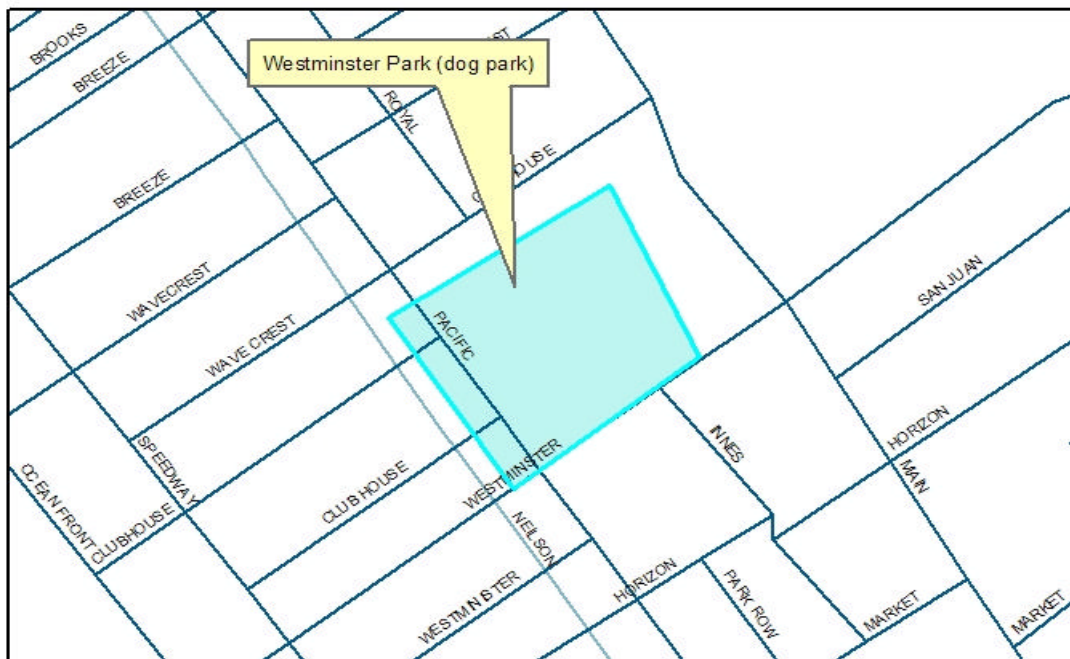 BROOKS
BREEZE
Westminster Park (dog park)
ROYAL
BREEZE
WAVECREST
WAVE CREST
PACIFIC
SAN JUAN
SPEEDWAY
OCEAN FRONT
CLUBHOUSE
CLUB HOUSE
WESTMINSTER
INNES
HORIZON
MAIN
NEILSON
WESTMINSTER
HORIZON
PARK ROW
MARKET
MARKET